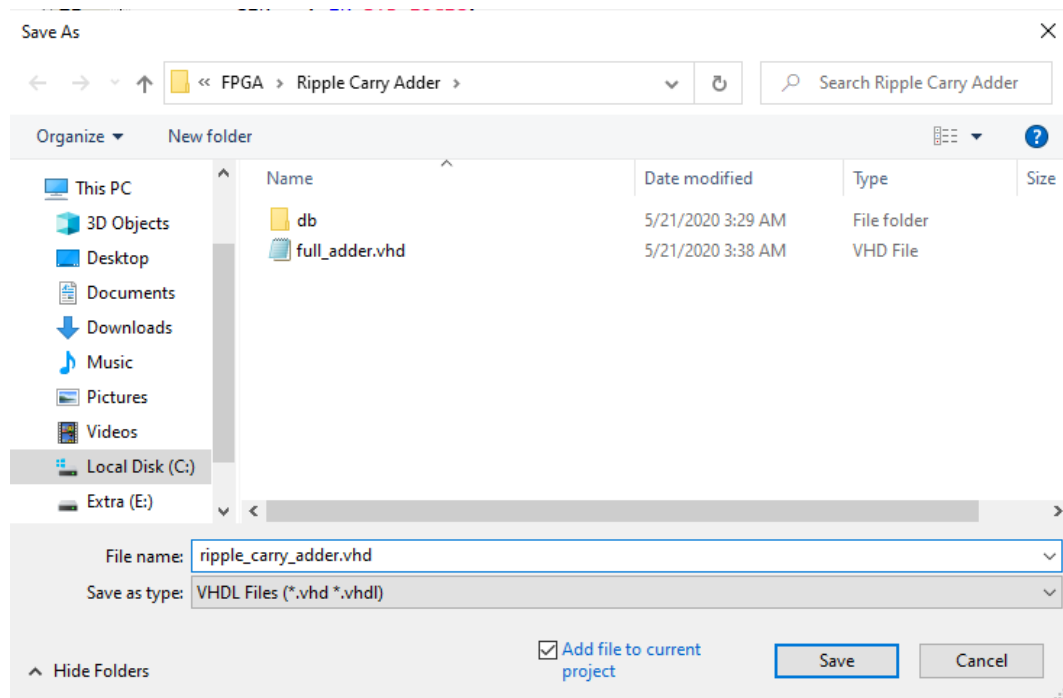 Save As
« FPGA > Ripple Carry Adder >
Search Ripple Carry Adder
Organize
New folder
?
Name
Date modified
Type
Size
This PC
3D Objects
Desktop
Documents
Downloads
Music
Pictures
Videos
Local Disk (C:)
Extra (E:)
db
5/21/2020 3:29 AM
File folder
full_adder.vhd
5/21/2020 3:38 AM
VHD File
File name: ripple_carry_adder.vhd
Save as type: VHDL Files (*.vhd *.vhdl)
Add file to current
project
Hide Folders
Save
Cancel